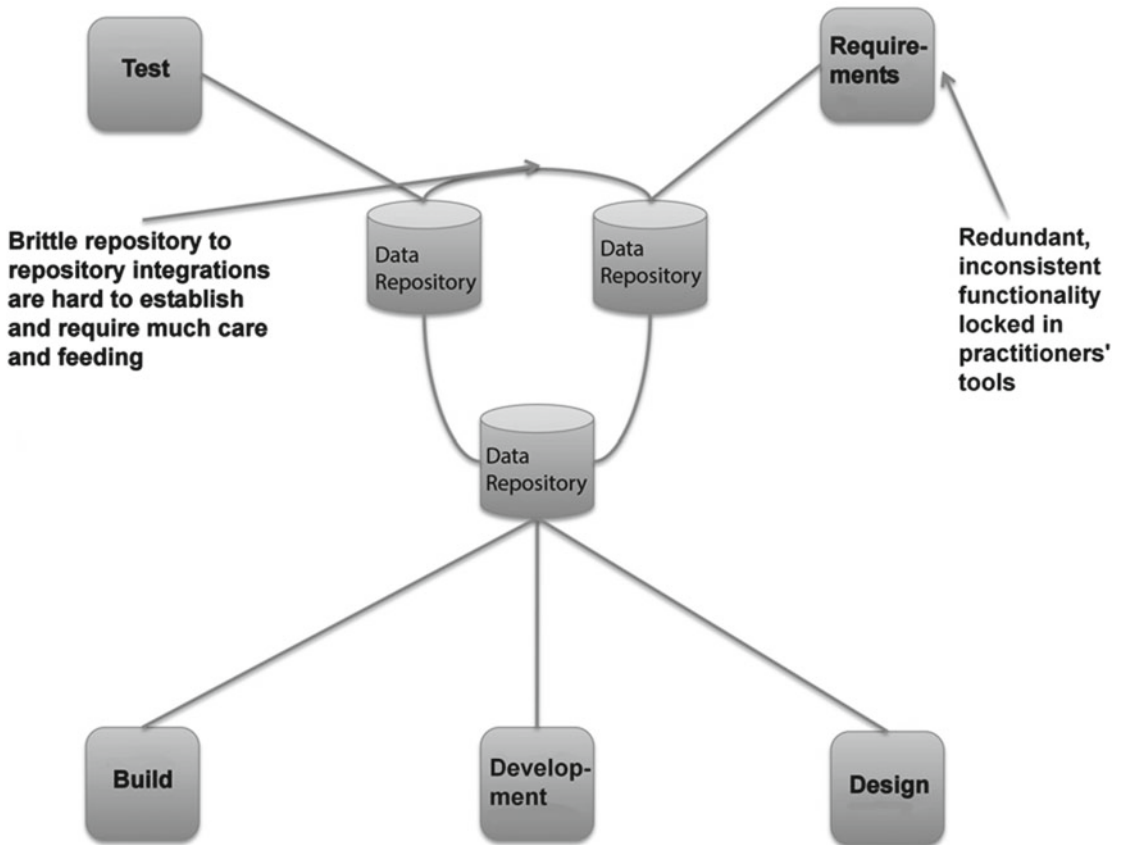 Test
Require-
ments
Brittle repository to
repository integrations
are hard to establish
and require much care
and feeding
Data
Repository
Data
Repository
Redundant,
inconsistent
functionality
locked in
practitioners'
tools
Data
Repository
Build
Develop-
ment
Design